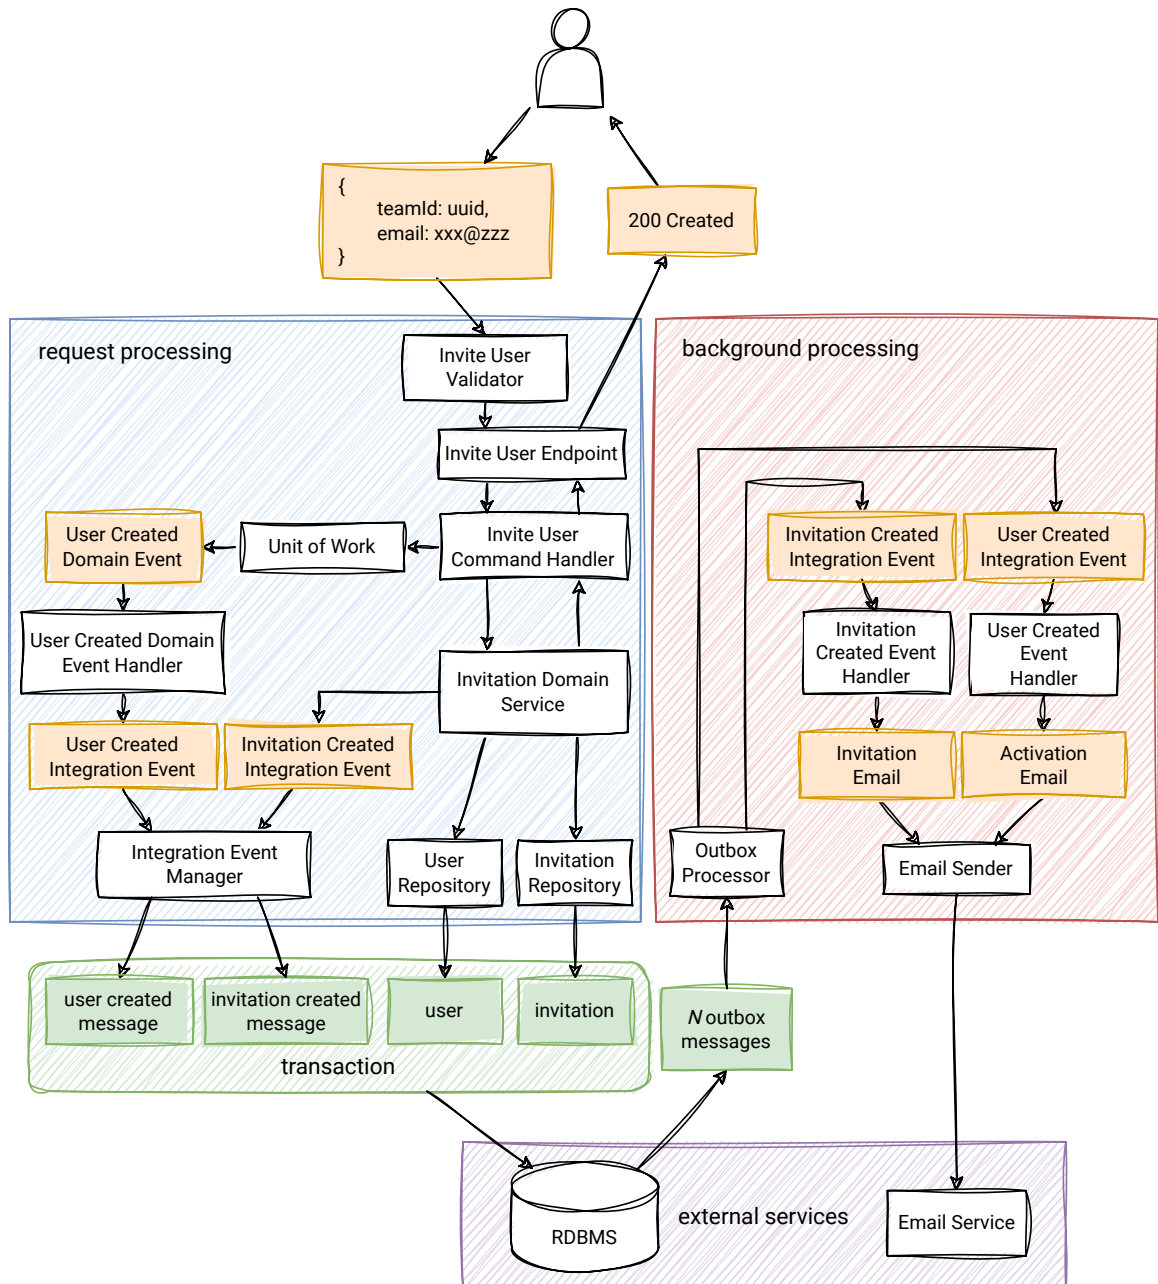 {
teamId: uuid,
email: xxx@zzz
}
200 Created
request processing
Invite User
Validator
Invite User Endpoint
Invite User
Command Handler
Unit of Work
User Created
Domain Event
User Created Domain
Event Handler
Invitation Domain
Service
User Created
Integration Event
Invitation Created
Integration Event
Integration Event
Manager
User
Repository
Invitation
Repository
user created
message
invitation created
message
user
invitation
transaction
background processing
Invitation Created
Integration Event
User Created
Integration Event
Invitation
Created Event
Handler
User Created
Event
Handler
Invitation
Email
Activation
Email
Outbox
Processor
Email Sender
N outbox
messages
RDBMS
external services
Email Service